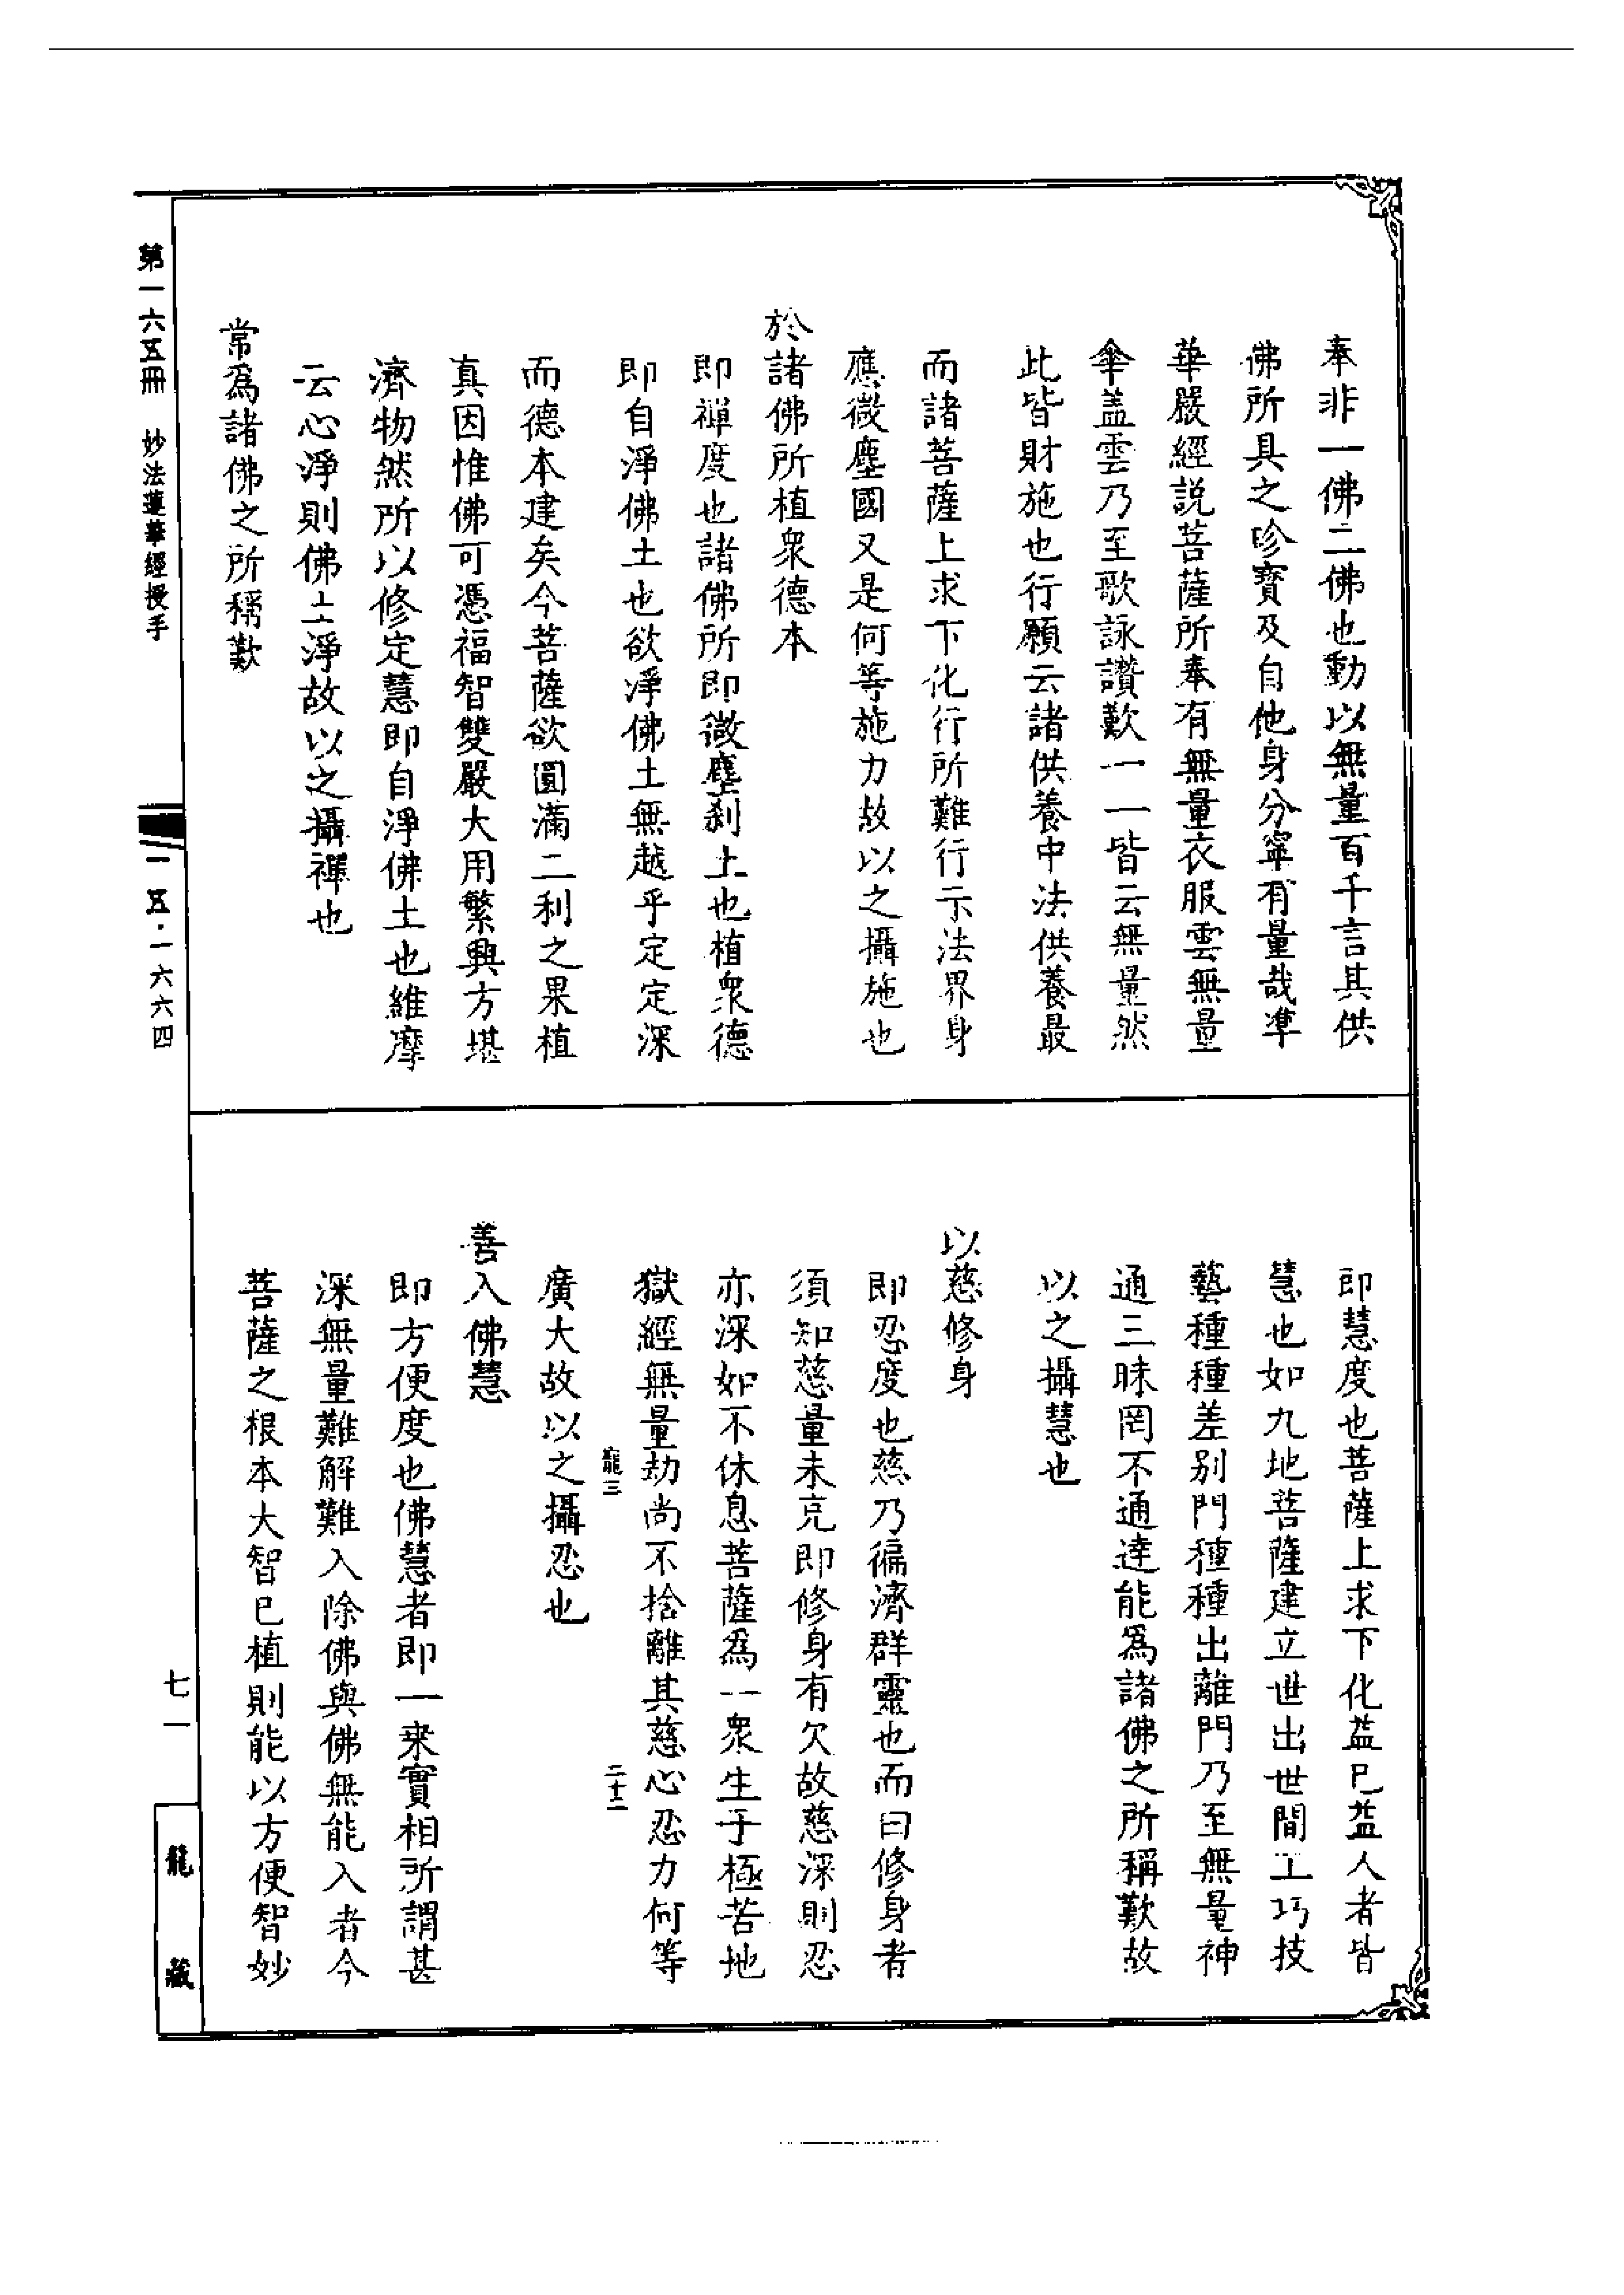 奉非一佛二佛也動以無量百千言其供
佛所具之珍寶及自他身分寧有量哉準
華嚴經説菩薩所奉有無量衣服雲無量
傘盖雲乃至歌詠讚歎一一皆云無量然
此皆財施也行願云諸供養中法供養最
而諸菩薩上求下化行所難行示法界身
應微塵國又是何等施力故以之攝施也
於諸佛所植衆德本
即禪度也諸佛所即微塵刹土也植衆德
即自淨佛土也欲淨佛土無越乎定定深
而德本建矣今菩薩欲圓滿二利之果植
真因惟佛可憑福智雙嚴大用繁興方堪
濟物然所以修定慧即自淨佛土也維摩
云心淨則佛土淨故以之攝禪也
常爲諸佛之所稱歎
即慧度也菩薩上求下化益已益人者皆
慧也如九地菩薩建立世出世間工巧技
藝種種差别門種種出離門乃至無量神
通三昧罔不通達能爲諸佛之所稱歎故
以之攝慧也
以慈修身
即忍度也慈乃徧濟群靈也而曰修身者
須知慈量未充即修身有欠故慈深則忍
亦深如不休息菩薩爲一衆生于極苦地
獄經無量劫尚不捨離其慈心忍力何等
龍三 二十二
廣大故以之攝忍也
善入佛慧
即方便度也佛慧者即一乘實相所謂甚
深無量難解難入除佛與佛無能入者今
菩薩之根本大智已植則能以方便智妙
第一六五冊 妙法蓮華經授手
一五·一六六四
七一
龍藏